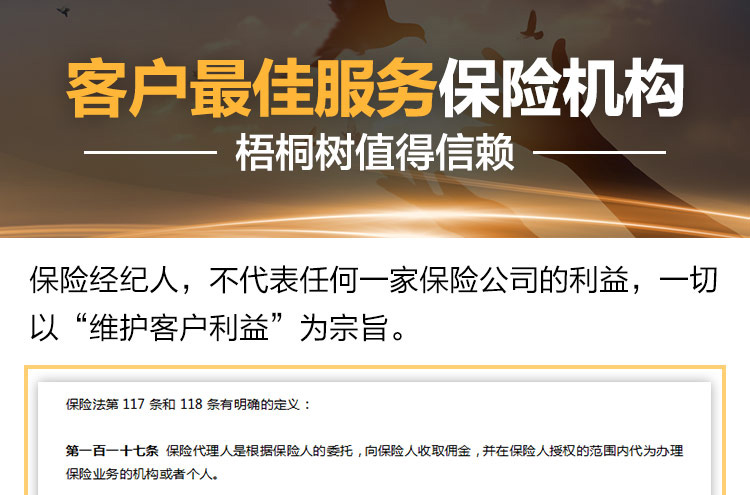 客户最佳服务保险机构
梧桐树值得信赖
保险经纪人，不代表任何一家保险公司的利益，一切
以“维护客户利益”为宗旨。
保险法第 117 条和 118 条有明确的定义：
第一百一十七条 保险代理人是根据保险人的委托，向保险人收取佣金，并在保险人授权的范围内代为办理
保险业务的机构或者个人。